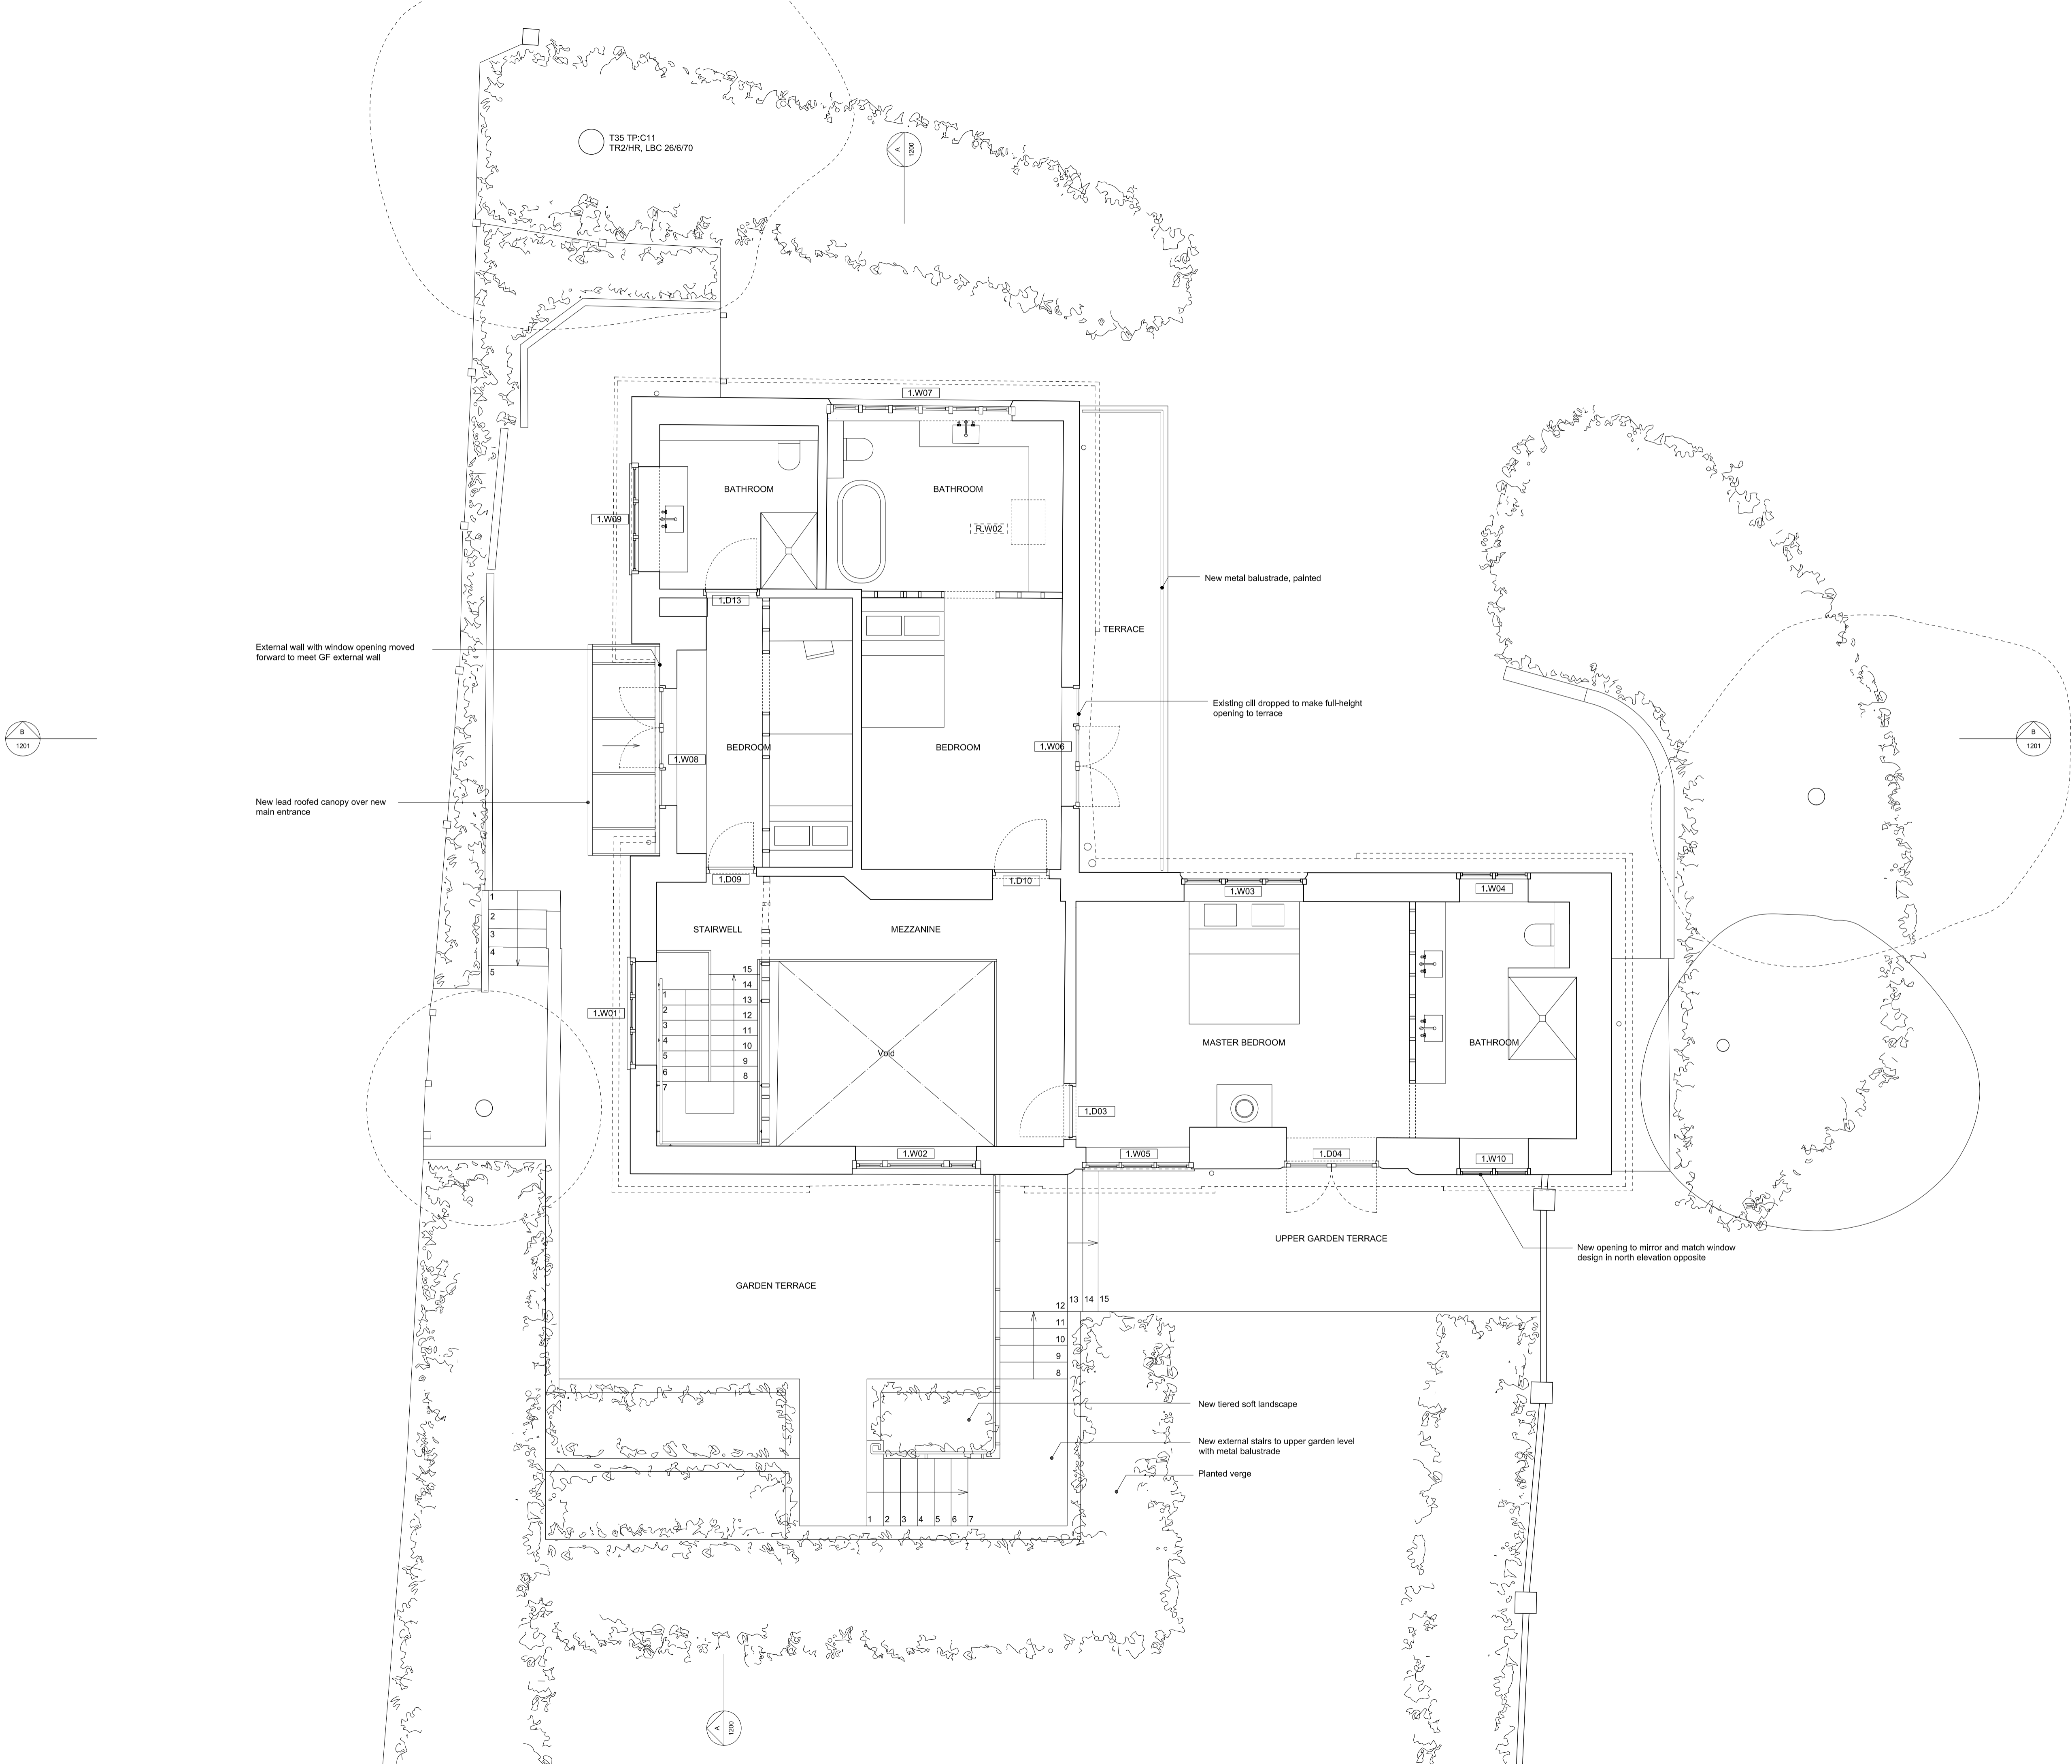 T35 TP:C11
TR2/HR, LBC 26/6/70
A
1200
1.W07
BATHROOM
BATHROOM
1.W09
R.W02
New metal balustrade, painted
1.D13
TERRACE
External wall with window opening moved
forward to meet GF external wall
Existing cill dropped to make full-height
opening to terrace
B
1201
B
1201
BEDROOM
BEDROOM
1.W06
1.W08
New lead roofed canopy over new
main entrance
1.D09
1.D10
1.W03
1.W04
1
2
3
4
5
STAIRWELL
MEZZANINE
15
14
13
12
11
10
9
8
1
2
3
4
5
6
7
1.W01
Void
MASTER BEDROOM
BATHROOM
1.D03
1.W02
1.W05
1.D04
1.W10
UPPER GARDEN TERRACE
New opening to mirror and match window
design in north elevation opposite
GARDEN TERRACE
13
14
15
12
11
10
9
8
New tiered soft landscape
New external stairs to upper garden level
with metal balustrade
Planted verge
1
2
3
4
5
6
7
A
1200